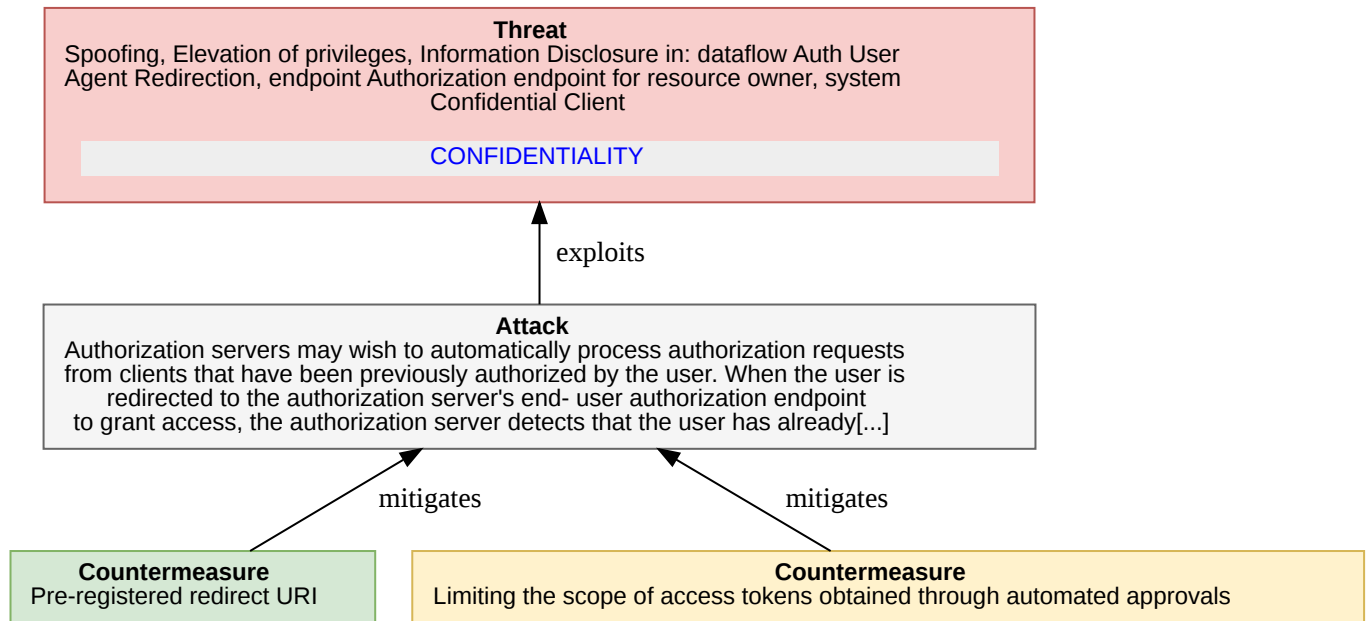 Threat
Spoofing, Elevation of privileges, Information Disclosure in: dataflow Auth User
Agent Redirection, endpoint Authorization endpoint for resource owner, system
Confidential Client
CONFIDENTIALITY
exploits
Attack
Authorization servers may wish to automatically process authorization requests
from clients that have been previously authorized by the user. When the user is
redirected to the authorization server's end- user authorization endpoint
to grant access, the authorization server detects that the user has already[...]
mitigates
mitigates
Countermeasure
Pre-registered redirect URI
Countermeasure
Limiting the scope of access tokens obtained through automated approvals